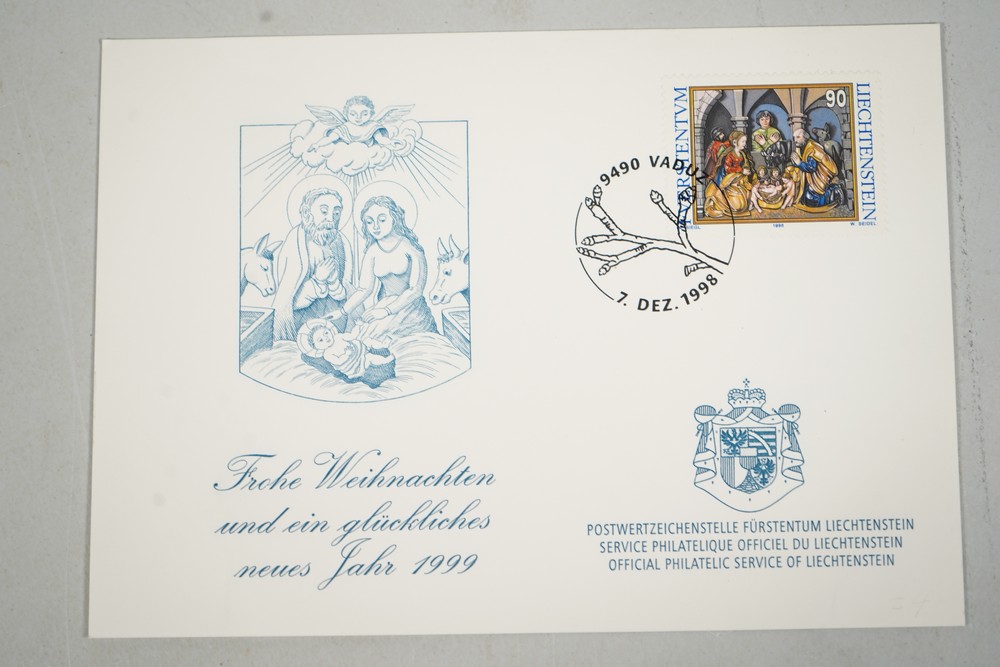 FÜRSTENTVM
LIECHTENSTEIN
90
1998
W. SEIDEL
9490 VADUZ
7. DEZ. 1998
Frohe Weihnachten
und ein glückliches
neues Jahr 1999
POSTWERTZEICHENSTELLE FÜRSTENTUM LIECHTENSTEIN
SERVICE PHILATELIQUE OFFICIEL DU LIECHTENSTEIN
OFFICIAL PHILATELIC SERVICE OF LIECHTENSTEIN